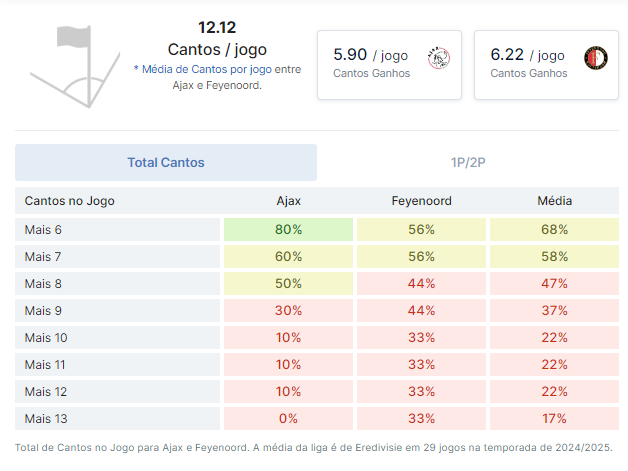 12.12
Cantos / jogo
* Média de Cantos por jogo entre
Ajax e Feyenoord.
5.90 / jogo
Cantos Ganhos
6.22 / jogo
Cantos Ganhos
Total Cantos
1P/2P
Cantos no Jogo Ajax Feyenoord Média
Mais 6 80% 56% 68%
Mais 7 60% 56% 58%
Mais 8 50% 44% 47%
Mais 9 30% 44% 37%
Mais 10 10% 33% 22%
Mais 11 10% 33% 22%
Mais 12 10% 33% 22%
Mais 13 0% 33% 17%
Total de Cantos no Jogo para Ajax e Feyenoord. A média da liga é de Eredivisie em 29 jogos na temporada de 2024/2025.